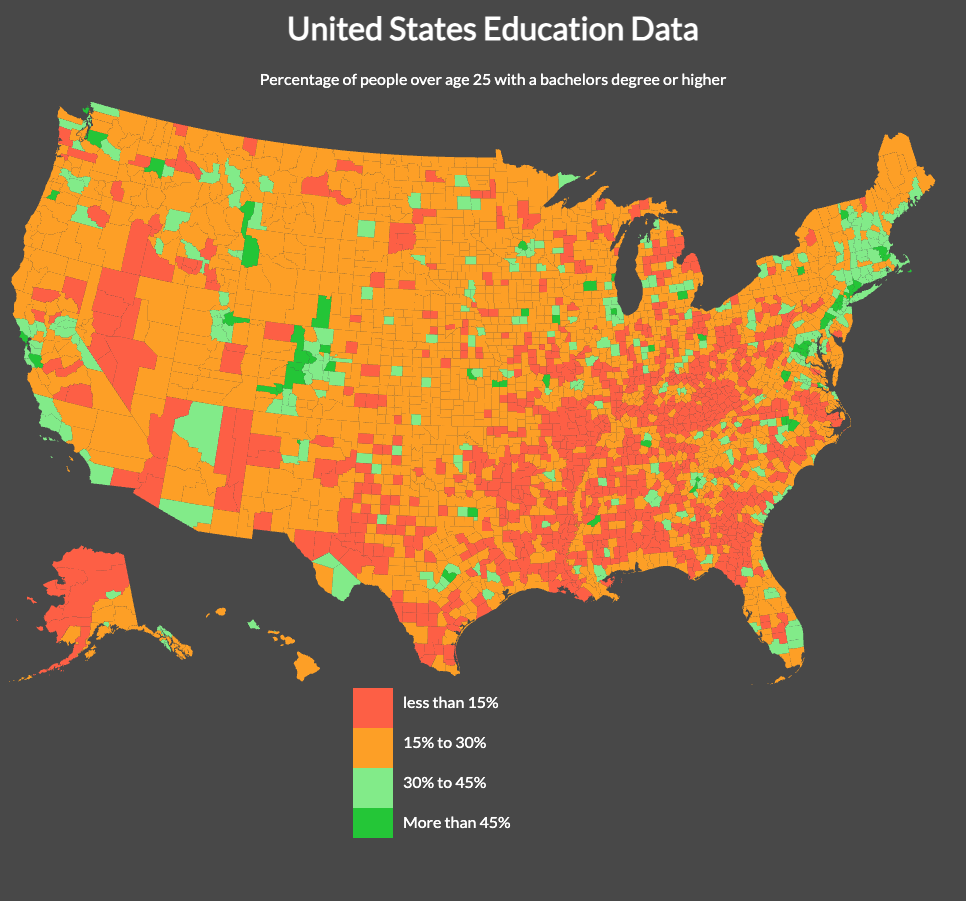 United States Education Data
Percentage of people over age 25 with a bachelors degree or higher
less than 15%
15% to 30%
30% to 45%
More than 45%